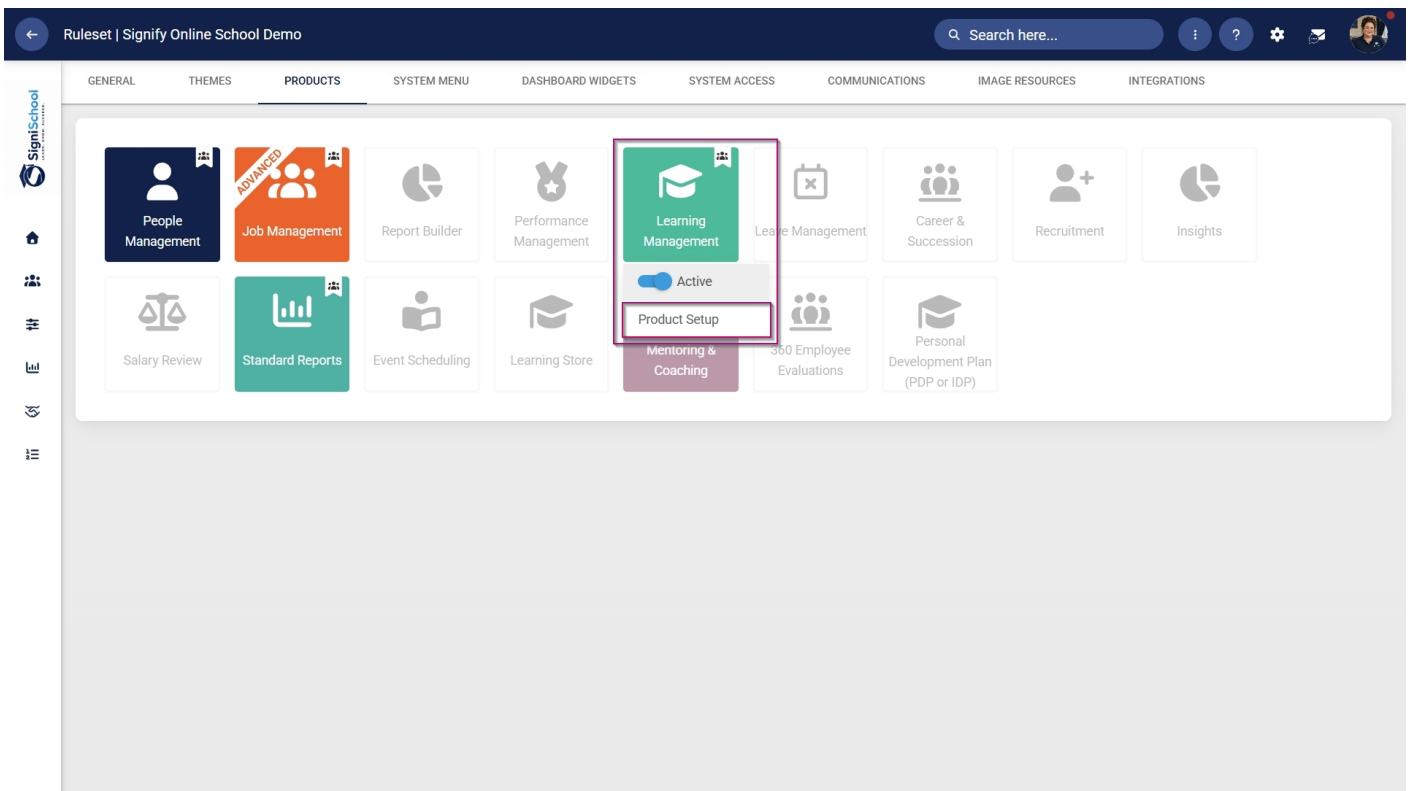 Ruleset | Signify Online School Demo
Search here...
?
GENERAL
THEMES
PRODUCTS
SYSTEM MENU
DASHBOARD WIDGETS
SYSTEM ACCESS
COMMUNICATIONS
IMAGE RESOURCES
INTEGRATIONS
SigniSchool
People
Management
ADVANCED
Job Management
Report Builder
Performance
Management
Learning
Management
Leave Management
Career &
Succession
Recruitment
Insights
Active
Product Setup
Salary Review
Standard Reports
Event Scheduling
Learning Store
Mentoring &
Coaching
360 Employee
Evaluations
Personal
Development Plan
(PDP or IDP)